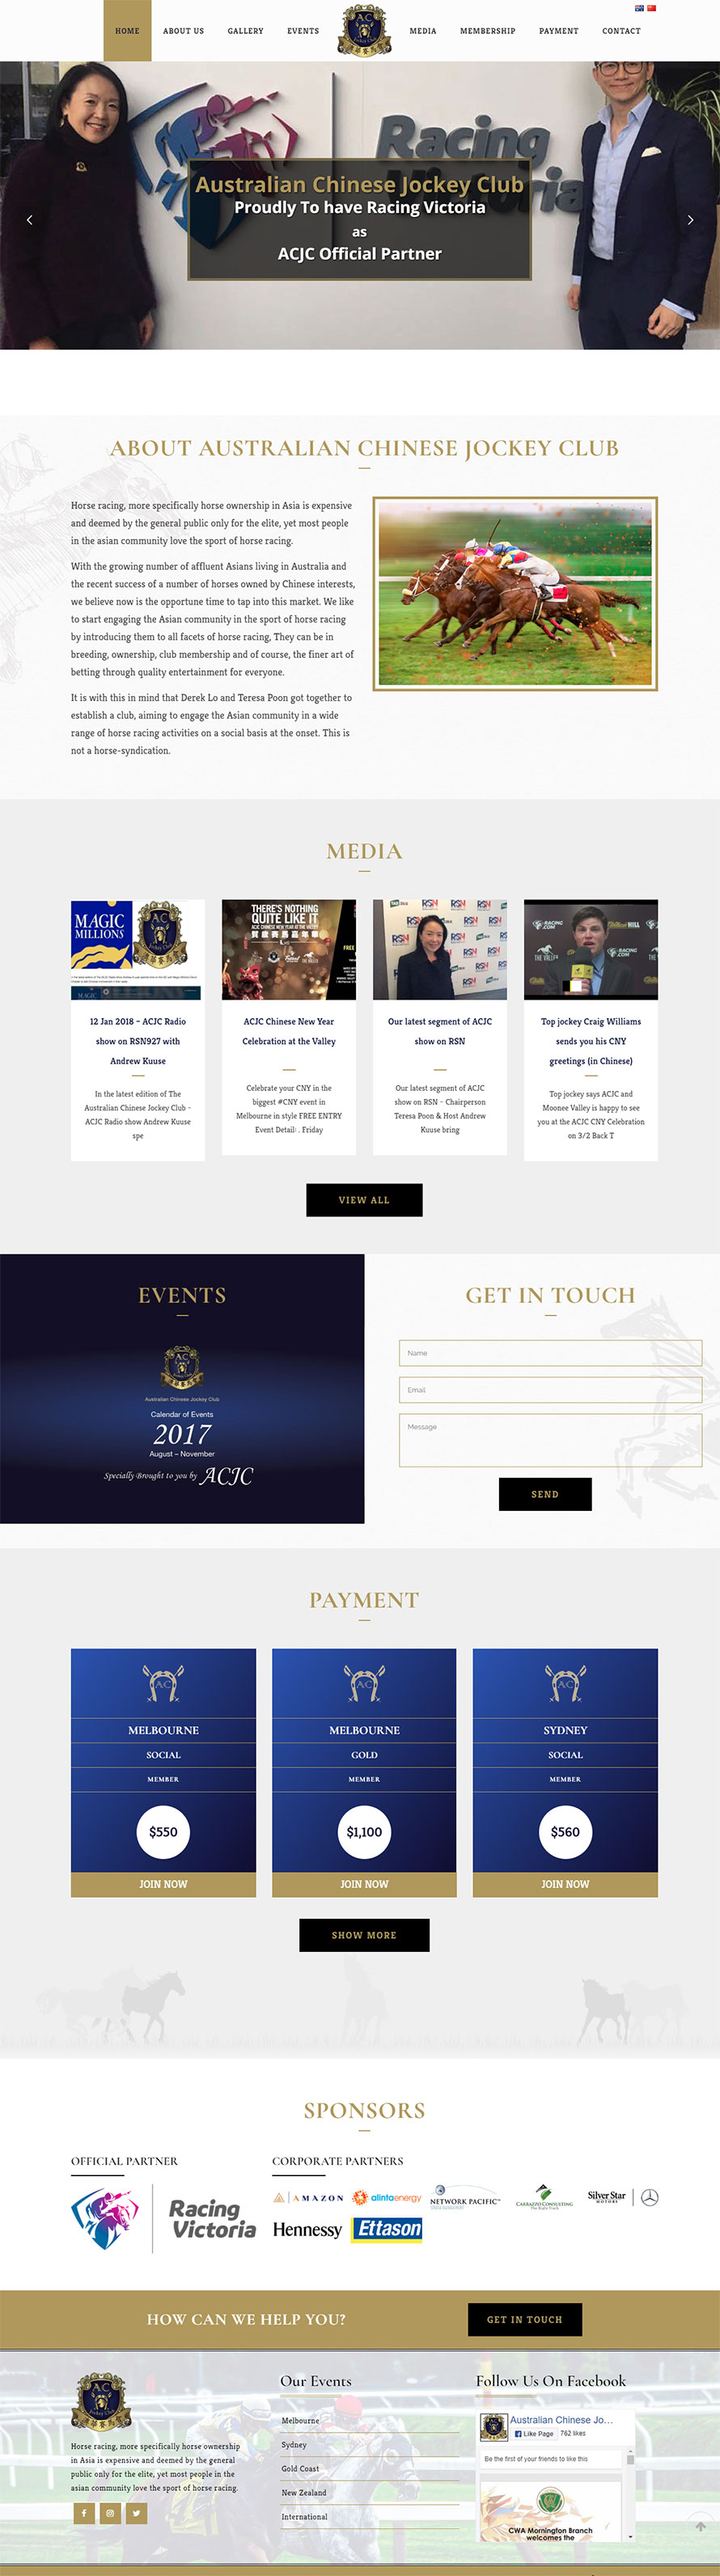 HOME
ABOUT US
GALLERY
EVENTS
MEDIA
MEMBERSHIP
PAYMENT
CONTACT
Racing
Australian Chinese Jockey Club
Proudly To have Racing Victoria
as
ACJC Official Partner
ABOUT AUSTRALIAN CHINESE JOCKEY CLUB
Horse racing, more specifically horse ownership in Asia is expensive
and deemed by the general public only for the elite, yet most people
in the asian community love the sport of horse racing.
With the growing number of affluent Asians living in Australia and
the recent success of a number of horses owned by Chinese interests,
we believe now is the opportune time to tap into this market. We like
to start engaging the Asian community in the sport of horse racing
by introducing them to all facets of horse racing, They can be in
breeding, ownership, club membership and of course, the finer art of
betting through quality entertainment for everyone.
It is with this in mind that Derek Lo and Teresa Poon got together to
establish a club, aiming to engage the Asian community in a wide
range of horse racing activities on a social basis at the onset. This is
not a horse-syndication.
MEDIA
MAGIC
MILLIONS
THERE'S NOTHING
QUITE LIKE IT
ACJC CHINESE NEW YEAR AT THE VALLEY
FREE
RSN
RACING
.COM
THE VALLEY
12 Jan 2018 – ACJC Radio
show on RSN927 with
Andrew Kuuse
In the latest edition of The
Australian Chinese Jockey Club -
ACJC Radio show Andrew Kuuse
spe
ACJC Chinese New Year
Celebration at the Valley
Celebrate your CNY in the
biggest #CNY event in
Melbourne in style FREE ENTRY
Event Detail: . Friday
Our latest segment of ACJC
show on RSN
Our latest segment of ACJC
show on RSN – Chairperson
Teresa Poon & Host Andrew
Kuuse bring
Top jockey Craig Williams
sends you his CNY
greetings (in Chinese)
Top jockey says ACJC and
Moonee Valley is happy to see
you at the ACJC CNY Celebration
on 3/2 Back T
VIEW ALL
EVENTS
Australian Chinese Jockey Club
Calendar of Events
2017
August – November
Specially Brought to you by ACJC
GET IN TOUCH
Name
Email
Message
SEND
PAYMENT
MELBOURNE
SOCIAL
MEMBER
$550
JOIN NOW
MELBOURNE
GOLD
MEMBER
$1,100
JOIN NOW
SYDNEY
SOCIAL
MEMBER
$560
JOIN NOW
SHOW MORE
SPONSORS
OFFICIAL PARTNER
Racing
Victoria
CORPORATE PARTNERS
AMAZON
alintaenergy
NETWORK PACIFIC
CARRAZZO CONSULTING
Silver Star
MOTORS
Hennessy
Ettason
HOW CAN WE HELP YOU?
GET IN TOUCH
Horse racing, more specifically horse ownership
in Asia is expensive and deemed by the general
public only for the elite, yet most people in the
asian community love the sport of horse racing.
Our Events
Melbourne
Sydney
Gold Coast
New Zealand
International
Follow Us On Facebook
Australian Chinese Jo...
Like Page
762 likes
Be the first of your friends to like this
CWA Mornington Branch
welcomes the